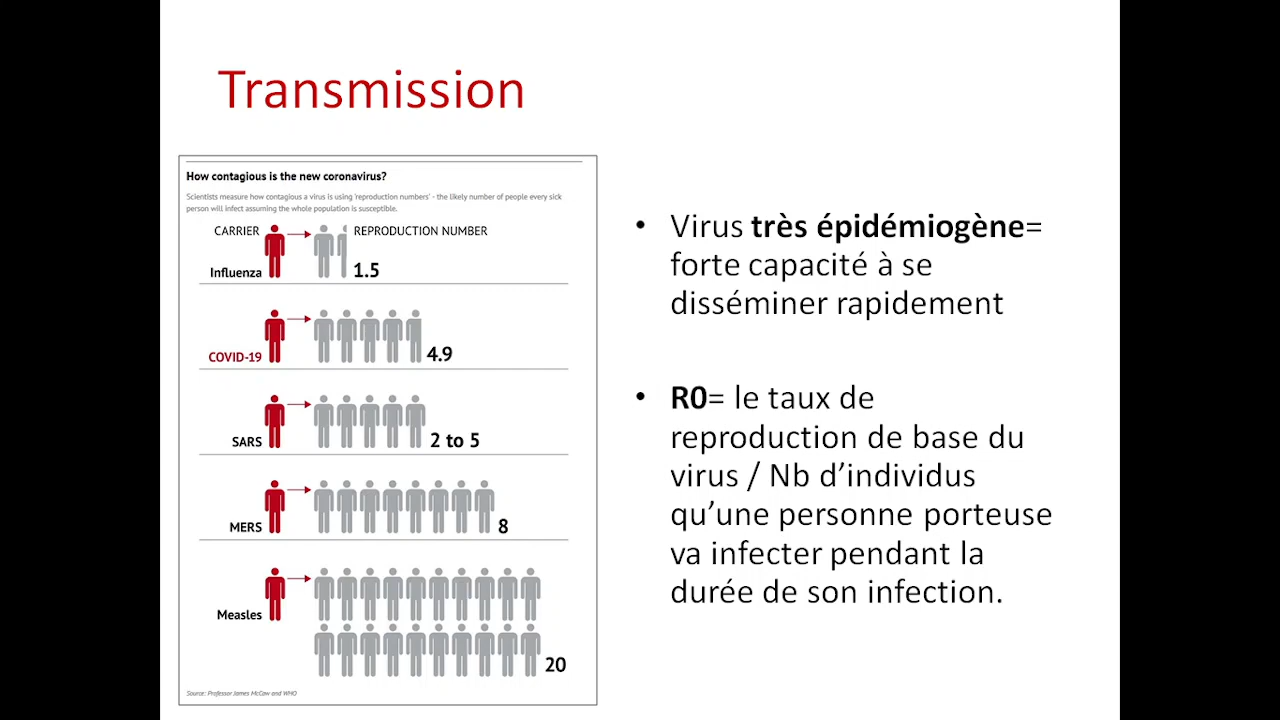 Transmission
How contagious is the new coronavirus?
Scientists measure how contagious a virus is using 'reproduction numbers' - the likely number of people every sick
person will infect assuming the whole population is susceptible.
CARRIER
REPRODUCTION NUMBER
Influenza
1.5
COVID-19
4.9
SARS
2 to 5
MERS
8
Measles
20
Source: Professor James McCaw and WHO
• Virus très épidémiogène=
forte capacité à se
disséminer rapidement
• R0= le taux de
reproduction de base du
virus / Nb d’individus
qu’une personne porteuse
va infecter pendant la
durée de son infection.